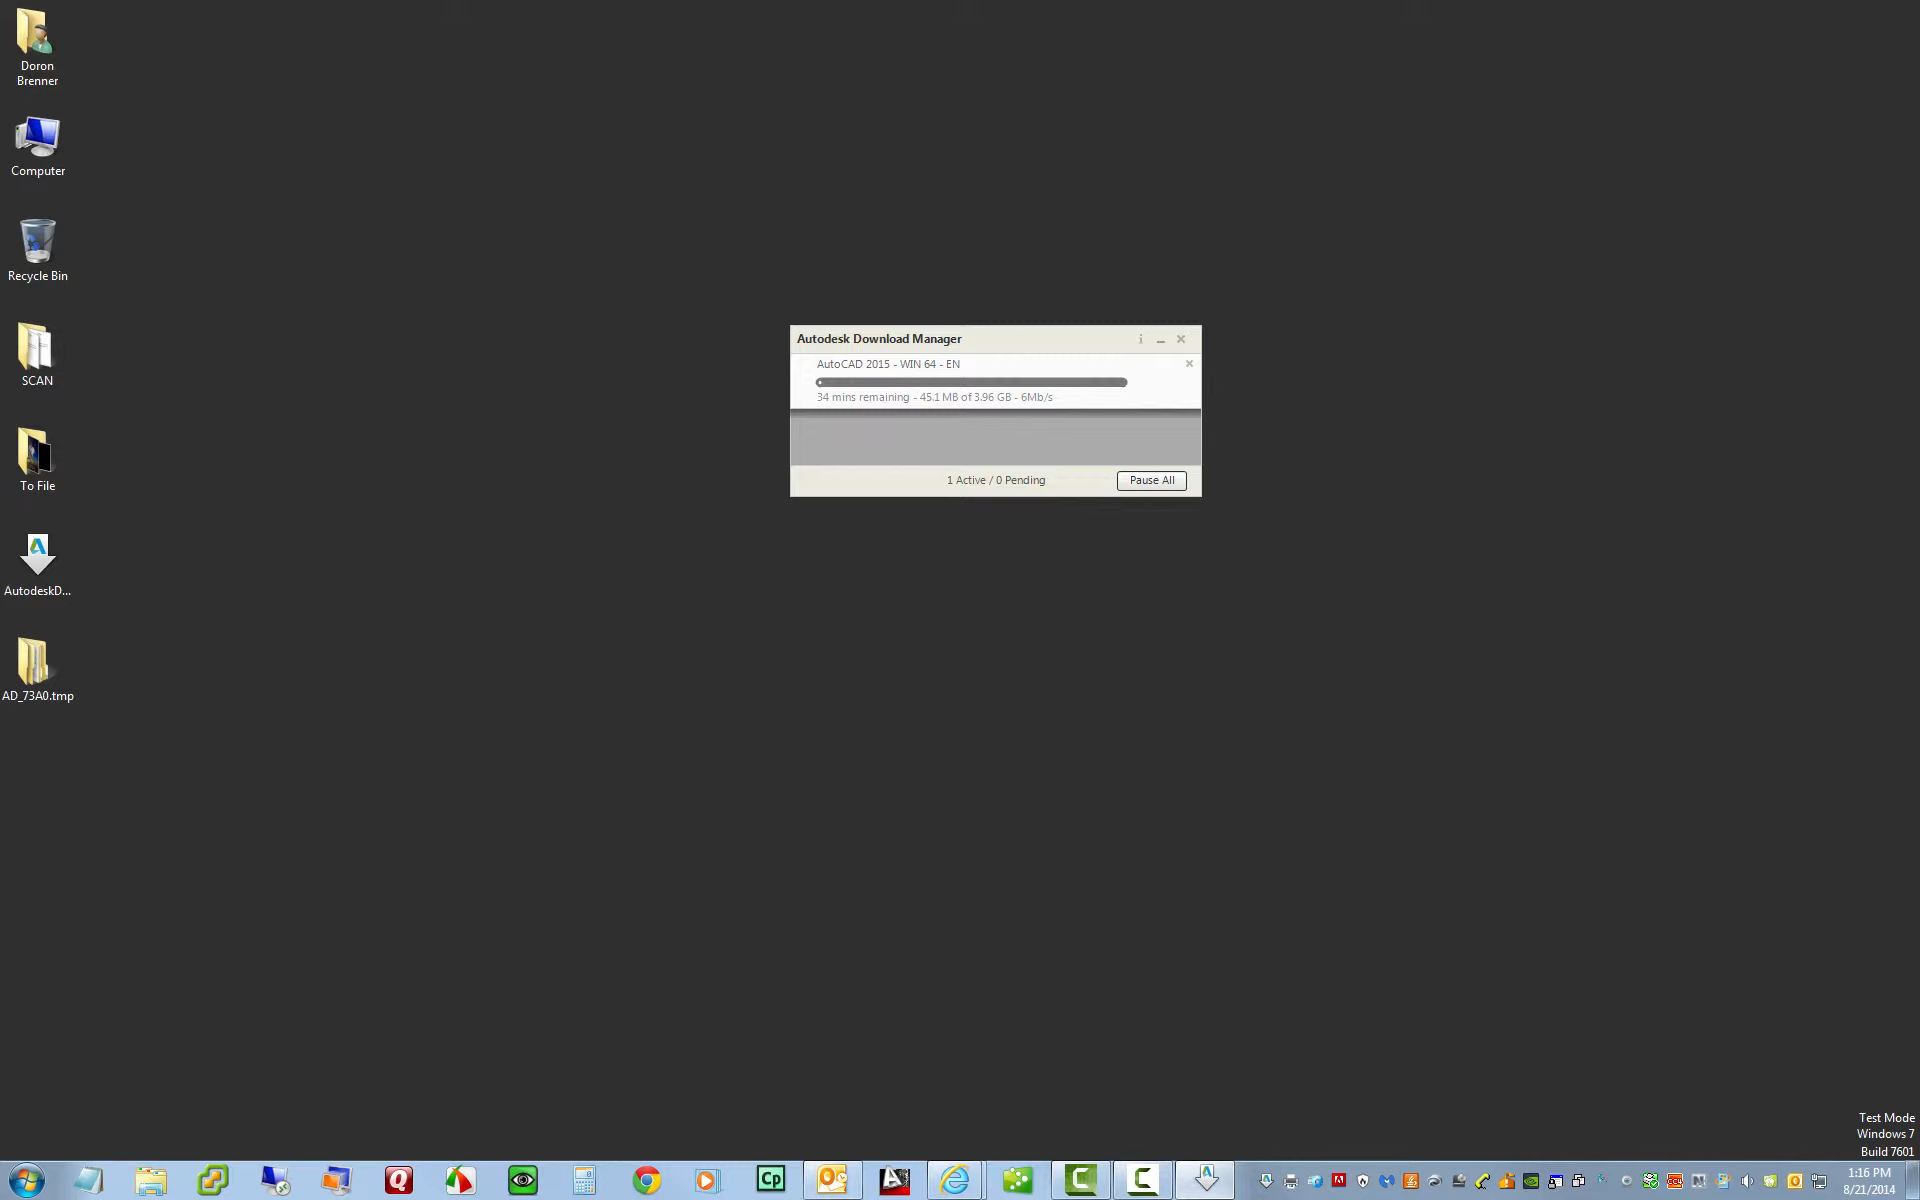 Doron
Brenner
Computer
Recycle Bin
SCAN
To File
AutodeskD...
AD_73A0.tmp
Autodesk Download Manager
AutoCAD 2015 - WIN 64 - EN
34 mins remaining - 45.1 MB of 3.96 GB - 6Mb/s
1 Active / 0 Pending
Pause All
Test Mode
Windows 7
Build 7601
Q
Cp
1:16 PM
8/21/2014